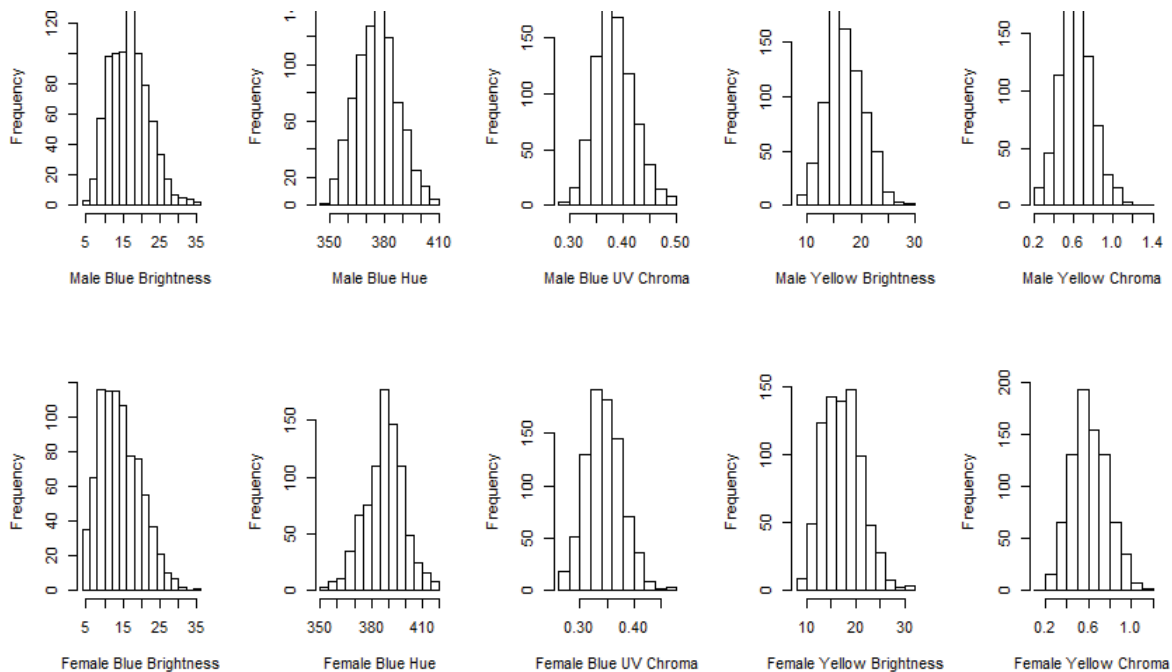 Frequency
0 20 40 60 80 120
5 15 25 35
Male Blue Brightness
Frequency
0 20 60 100
350 380 410
Male Blue Hue
Frequency
0 50 100 150
0.30 0.40 0.50
Male Blue UV Chroma
Frequency
0 50 100 150
10 20 30
Male Yellow Brightness
Frequency
0 50 100 150
0.2 0.6 1.0 1.4
Male Yellow Chroma
Frequency
0 20 40 60 80 100
5 15 25 35
Female Blue Brightness
Frequency
0 50 100 150
350 380 410
Female Blue Hue
Frequency
0 50 100 150
0.30 0.40
Female Blue UV Chroma
Frequency
0 50 100 150
10 20 30
Female Yellow Brightness
Frequency
0 50 100 150 200
0.2 0.6 1.0
Female Yellow Chroma